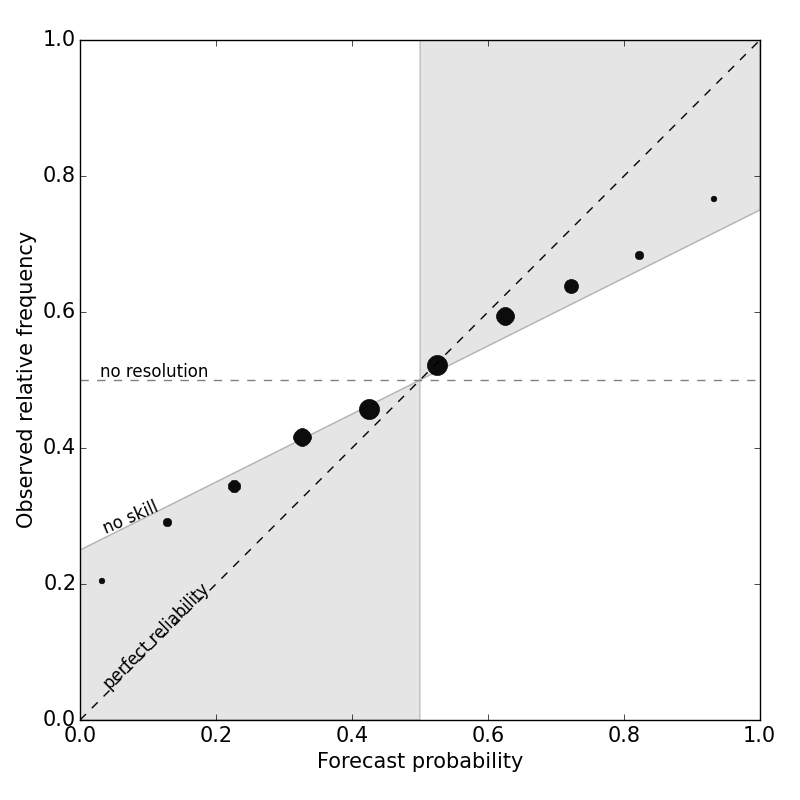 1.0
0.8
0.6
0.4
0.2
0.0
Observed relative frequency
no resolution
no skill
perfect reliability
0.0 0.2 0.4 0.6 0.8 1.0
Forecast probability